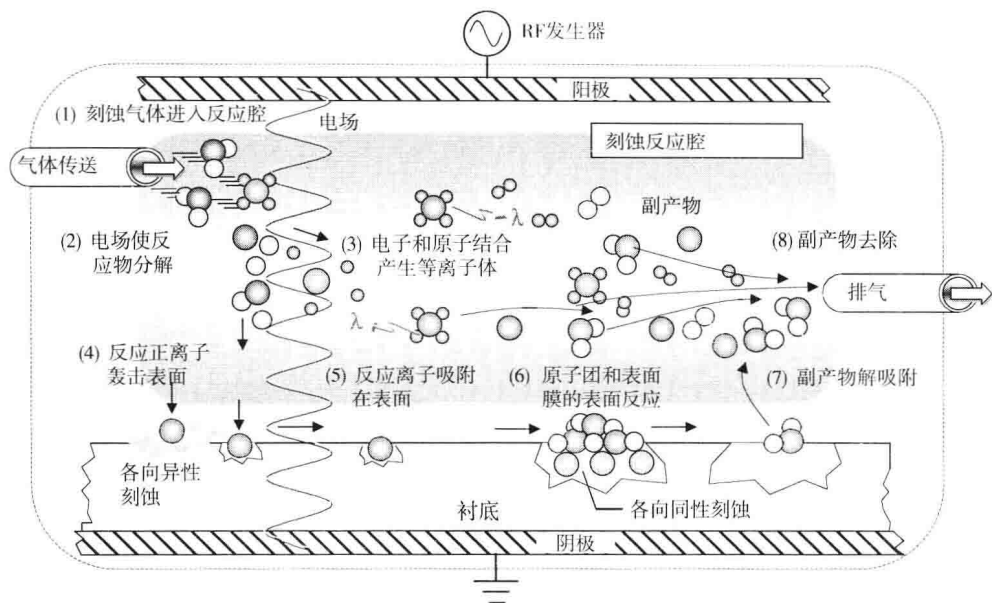 RF发生器
阳极
(1) 刻蚀气体进入反应腔
电场
刻蚀反应腔
气体传送
副产物
(2) 电场使反
应物分解
(3) 电子和原子结合
产生等离子体
(8) 副产物去除
排气
λ
λ
(4) 反应正离子
轰击表面
(5) 反应离子吸附
在表面
(6) 原子团和表面
膜的表面反应
(7) 副产物解吸附
各向异性
刻蚀
衬底
各向同性刻蚀
阴极